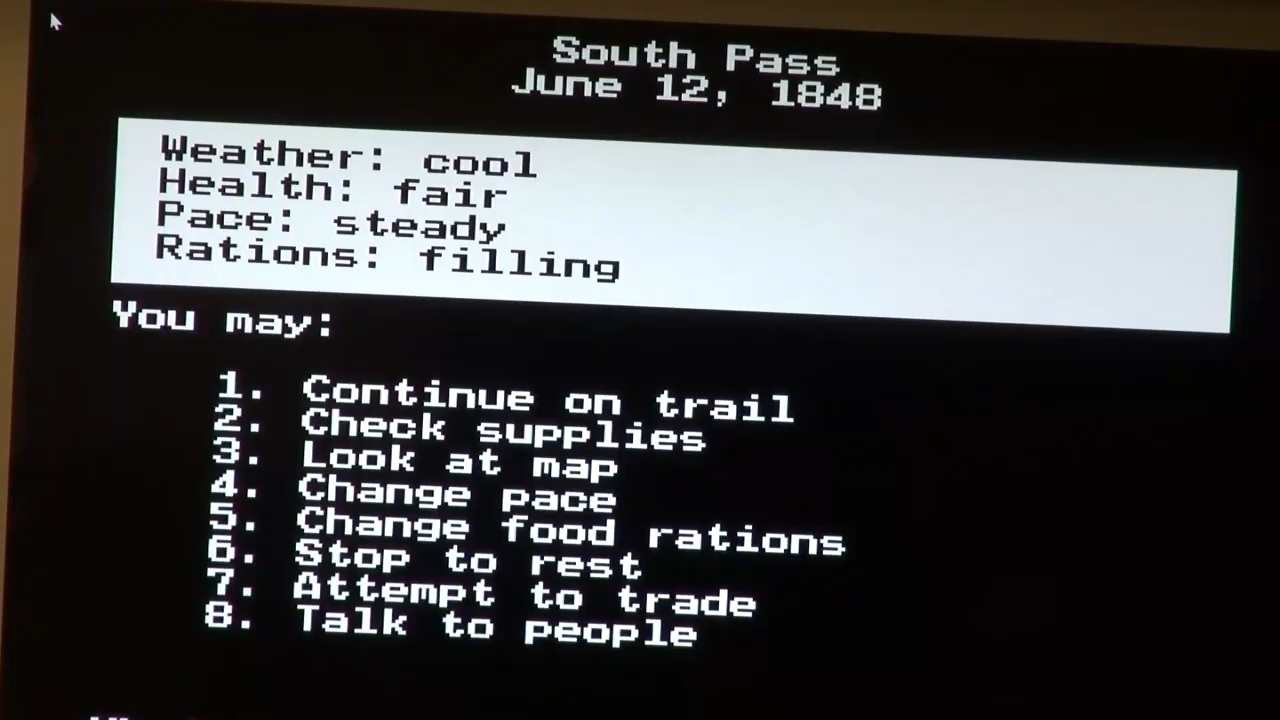 South Pass
June 12, 1848
Weather: cool
Health: fair
Pace: steady
Rations: filling
You may:
1. Continue on trail
2. Check supplies
3. Look at map
4. Change pace
5. Change food rations
6. Stop to rest
7. Attempt to trade
8. Talk to people